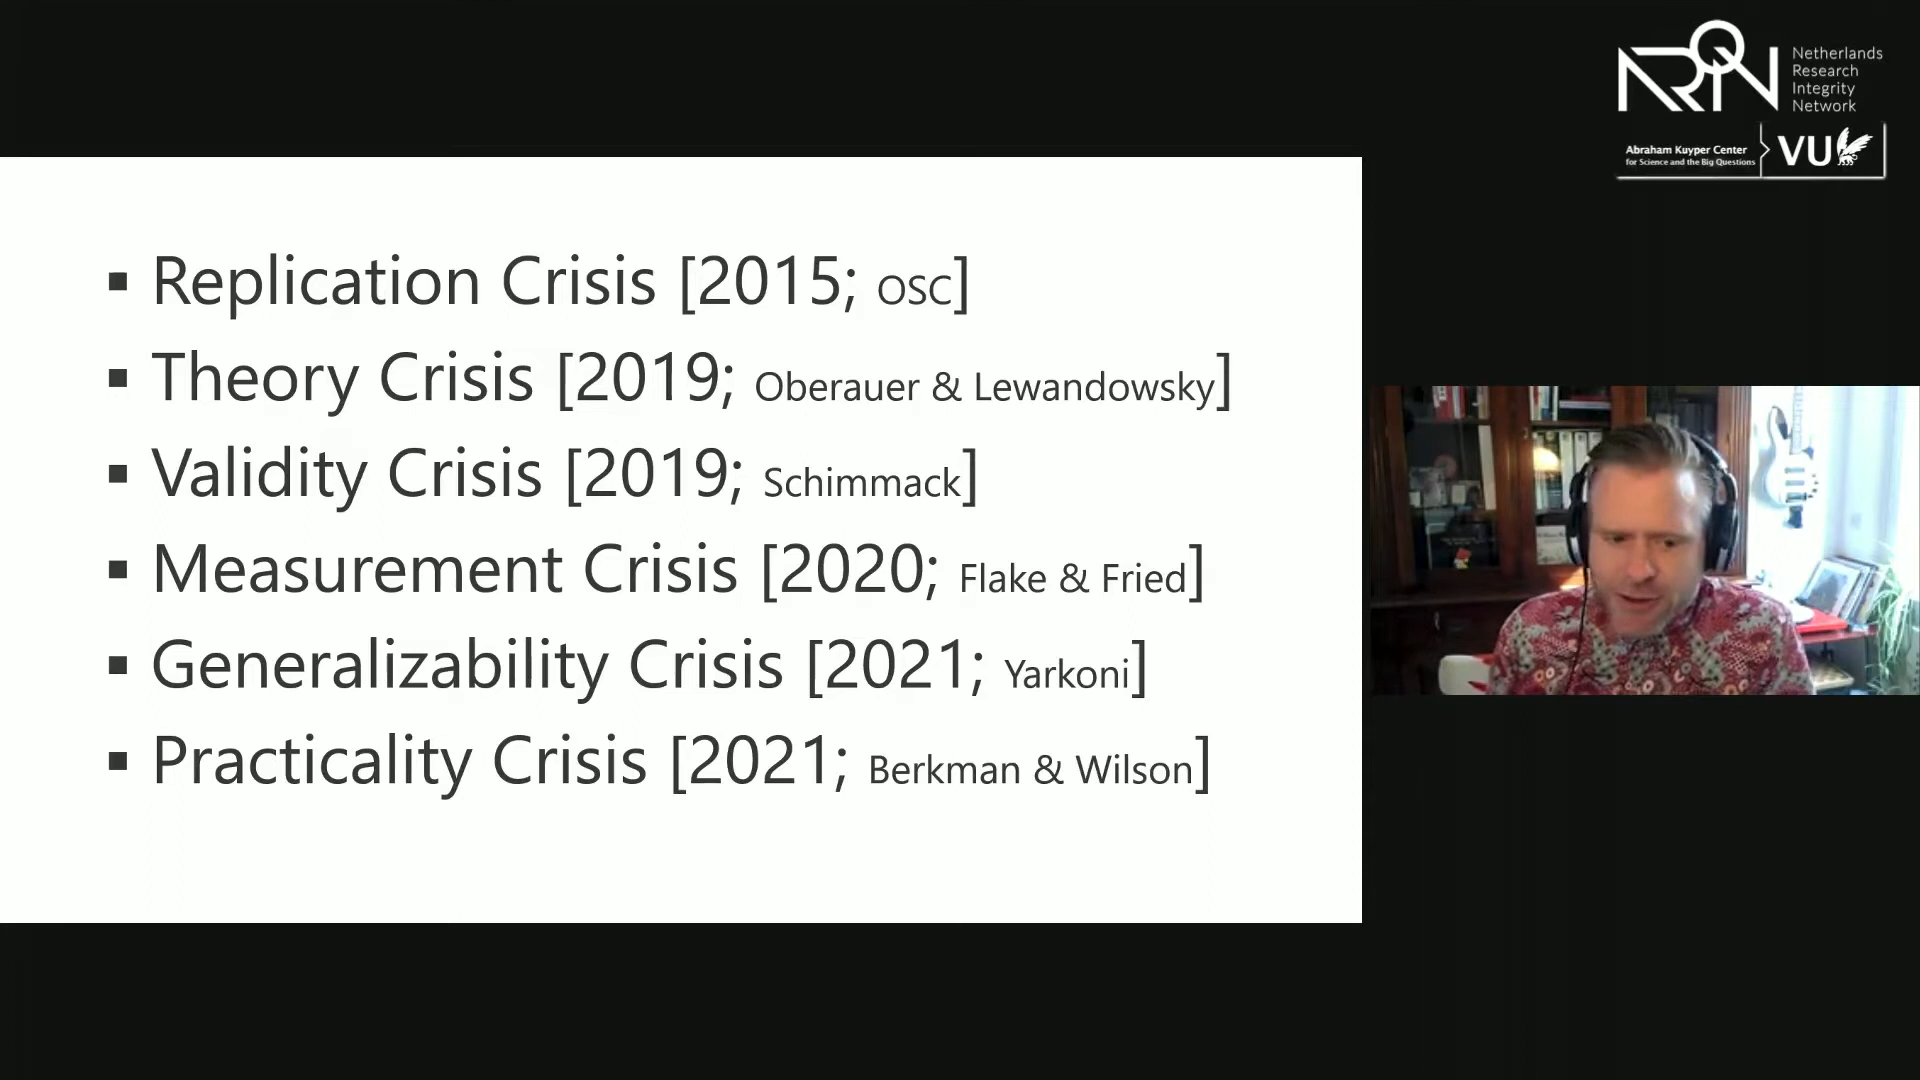 ▪ Replication Crisis [2015; OSC]
▪ Theory Crisis [2019; Oberauer & Lewandowsky]
▪ Validity Crisis [2019; Schimmack]
▪ Measurement Crisis [2020; Flake & Fried]
▪ Generalizability Crisis [2021; Yarkoni]
▪ Practicality Crisis [2021; Berkman & Wilson]
NRIN
Netherlands
Research
Integrity
Network
Abraham Kuyper Center
for Science and the Big Questions
VU